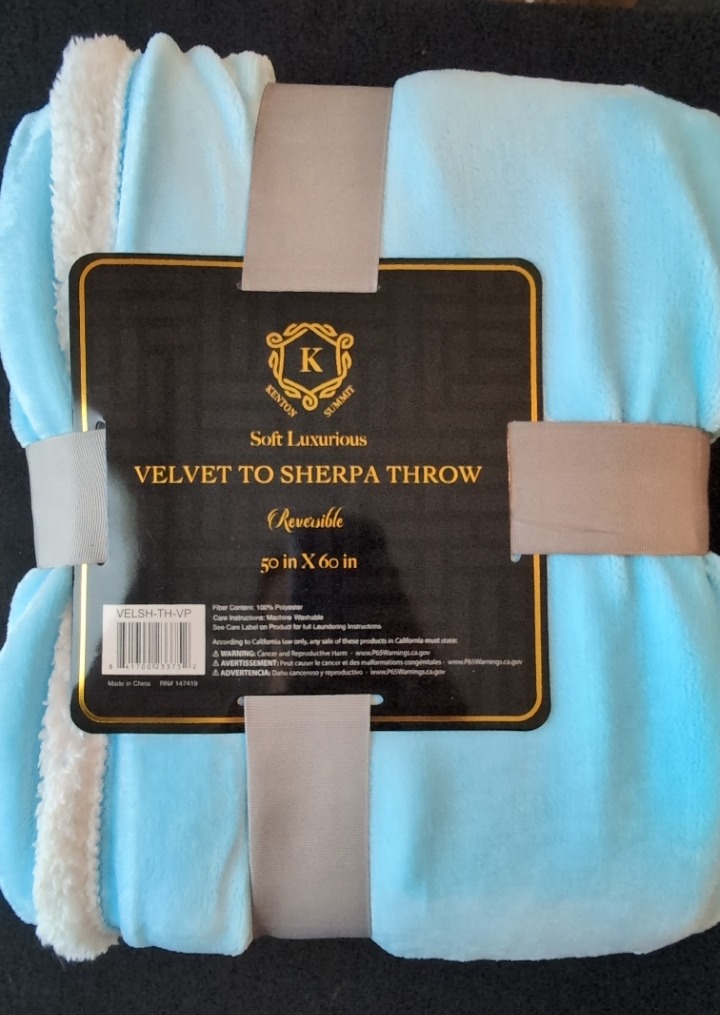 K
KENTON SUMMIT
Soft Luxurious
VELVET TO SHERPA THROW
Reversible
50 in X 60 in
VELSH-TH-VP
8 41700 23373 2
Made in China RN# 147419
Fiber Content: 100% Polyester
Care Instructions: Machine Washable
See Care Label on Product for full Laundering Instructions.
According to California law only, any sale of these products in California must state:
⚠ WARNING: Cancer and Reproductive Harm - www.P65Warnings.ca.gov
⚠ AVERTISSEMENT: Peut causer le cancer et des malformations congénitales - www.P65Warnings.ca.gov
⚠ ADVERTENCIA: Daño canceroso y reproductivo - www.P65Warnings.ca.gov